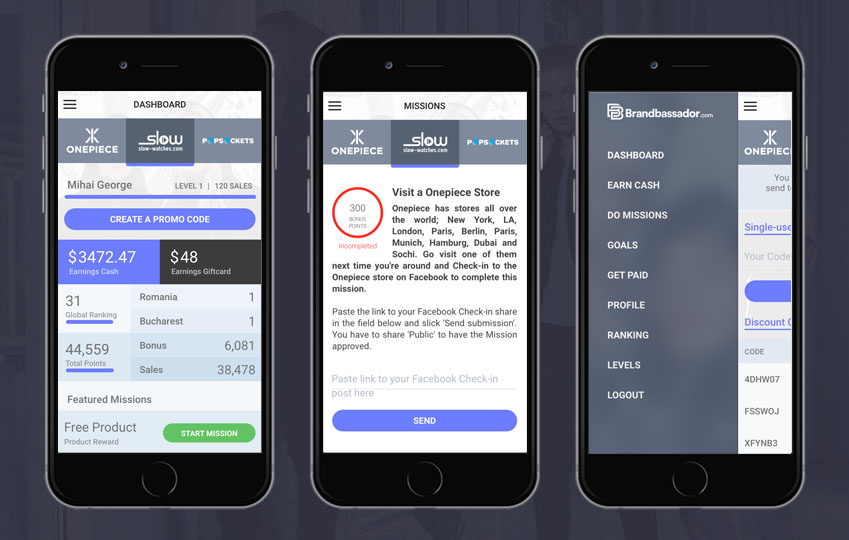 DASHBOARD
ONEPIECE
slow
slow-watches.com
POPSOCKETS
Mihai George
LEVEL 1 | 120 SALES
CREATE A PROMO CODE
$3472.47
Earnings Cash
$48
Earnings Giftcard
31
Global Ranking
Romania 1
Bucharest 1
44,559
Total Points
Bonus 6,081
Sales 38,478
Featured Missions
Free Product
Product Reward
START MISSION
MISSIONS
ONEPIECE
slow
slow-watches.com
POPSOCKETS
300
BONUS
POINTS
Incompleted
Visit a Onepiece Store
Onepiece has stores all over
the world; New York, LA,
London, Paris, Berlin, Paris,
Munich, Hamburg, Dubai and
Sochi. Go visit one of them
next time you're around and Check-in to the
Onepiece store on Facebook to complete this
mission.
Paste the link to your Facebook Check-in share
in the field below and slick 'Send submission'.
You have to share 'Public' to have the Mission
approved.
Paste link to your Facebook Check-in
post here
SEND
Brandbassador.com
DASHBOARD
EARN CASH
DO MISSIONS
GOALS
GET PAID
PROFILE
RANKING
LEVELS
LOGOUT
ONEPIECE
You
send to
Single-use
Your Code
Discount C
CODE
4DHW07
FSSWOJ
XFYNB3